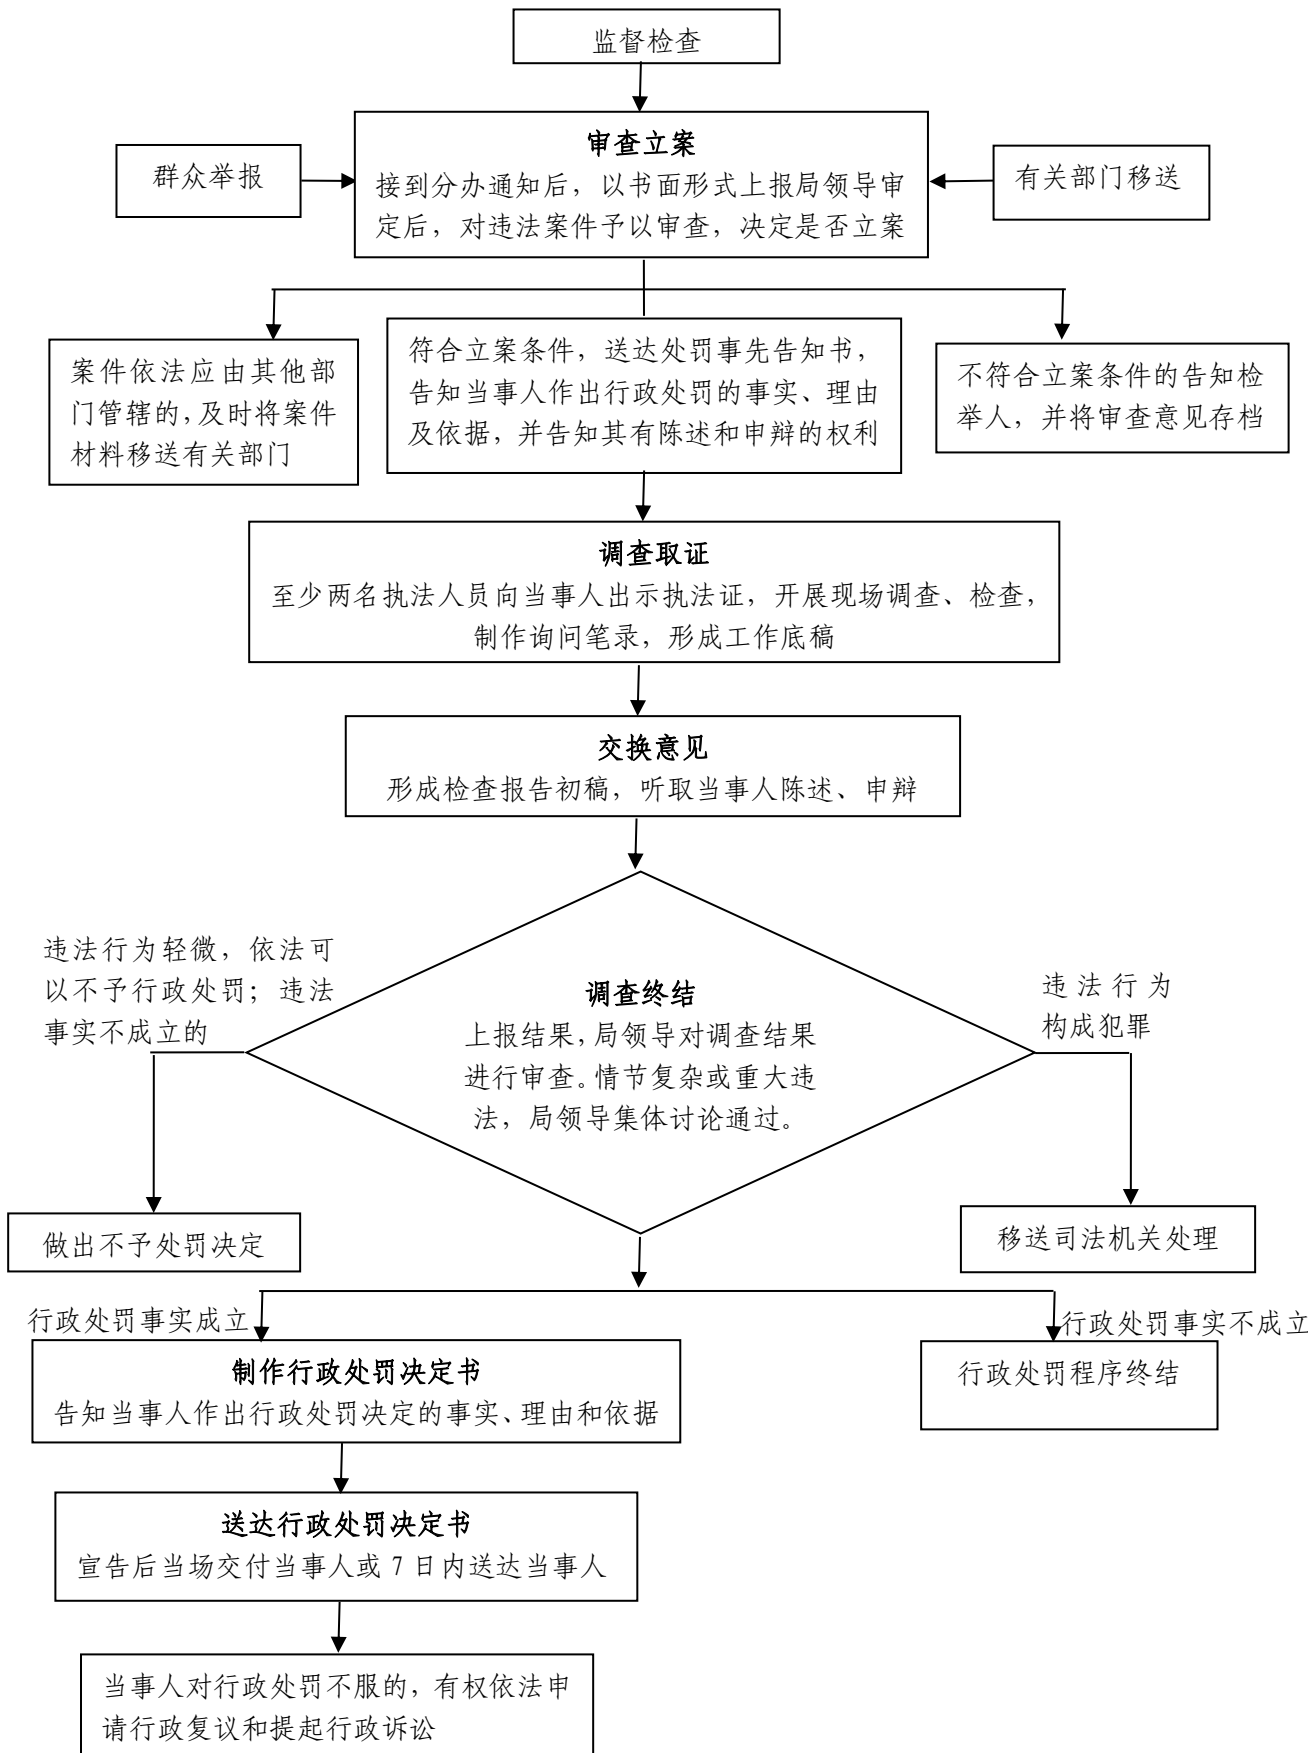 监督检查
审查立案
接到分办通知后，以书面形式上报局领导审
定后，对违法案件予以审查，决定是否立案
群众举报
有关部门移送
案件依法应由其他部
门管辖的，及时将案件
材料移送有关部门
符合立案条件，送达处罚事先告知书，
告知当事人作出行政处罚的事实、理由
及依据，并告知其有陈述和申辩的权利
不符合立案条件的告知检
举人，并将审查意见存档
调查取证
至少两名执法人员向当事人出示执法证，开展现场调查、检查，
制作询问笔录，形成工作底稿
交换意见
形成检查报告初稿，听取当事人陈述、申辩
违法行为轻微，依法可
以不予行政处罚；违法
事实不成立的
调查终结
上报结果，局领导对调查结果
进行审查。情节复杂或重大违
法，局领导集体讨论通过。
违法行为
构成犯罪
做出不予处罚决定
移送司法机关处理
行政处罚事实成立
行政处罚事实不成立
制作行政处罚决定书
告知当事人作出行政处罚决定的事实、理由和依据
行政处罚程序终结
送达行政处罚决定书
宣告后当场交付当事人或 7 日内送达当事人
当事人对行政处罚不服的，有权依法申
请行政复议和提起行政诉讼